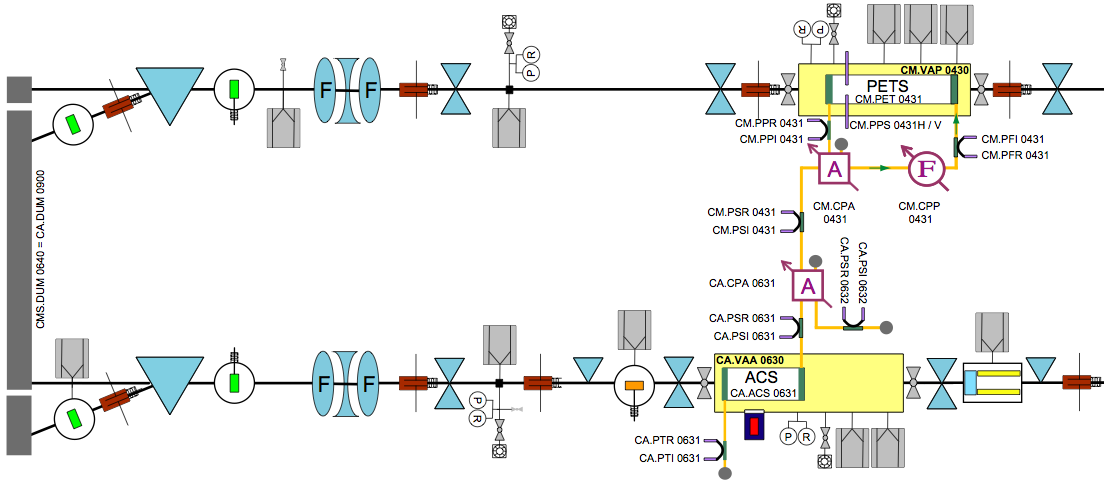 R
P
P
R
CM.VAP 0430
PETS
CM.PET 0431
F
F
CM.PPR 0431
CM.PPI 0431
CM.PPS 0431H / V
CM.PFI 0431
CM.PFR 0431
A
F
CM.CPA
0431
CM.CPP
0431
CMS.DUM 0640 = CA.DUM 0900
CM.PSR 0431
CM.PSI 0431
CA.PSR 0632
CA.PSI 0632
CA.CPA 0631
A
CA.PSR 0631
CA.PSI 0631
CA.VAA 0630
ACS
CA.ACS 0631
F
F
P
R
P
R
CA.PTR 0631
CA.PTI 0631